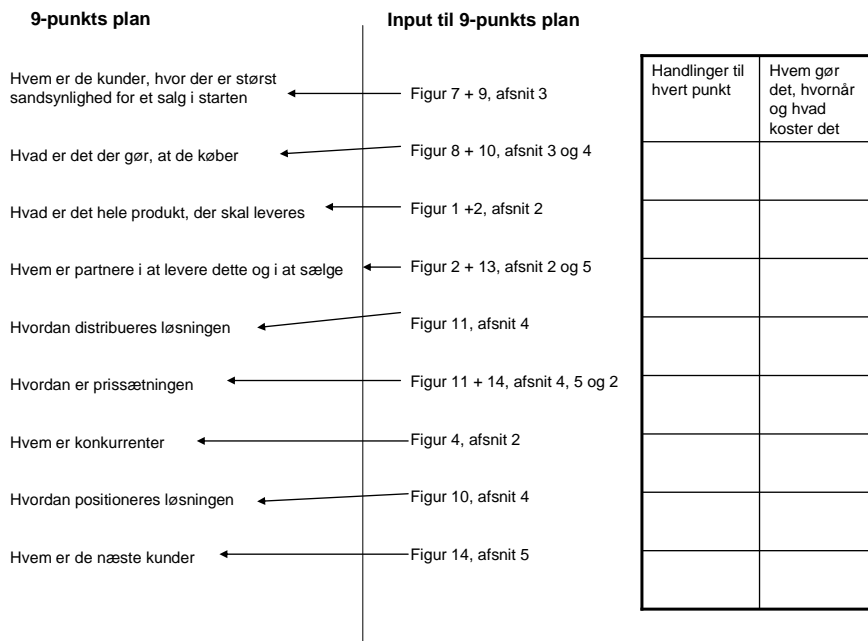 9-punkts plan
Input til 9-punkts plan
Hvem er de kunder, hvor der er størst
sandsynlighed for et salg i starten
Figur 7 + 9, afsnit 3
Hvad er det der gør, at de køber
Figur 8 + 10, afsnit 3 og 4
Hvad er det hele produkt, der skal leveres
Figur 1 +2, afsnit 2
Hvem er partnere i at levere dette og i at sælge
Figur 2 + 13, afsnit 2 og 5
Hvordan distribueres løsningen
Figur 11, afsnit 4
Hvordan er prissætningen
Figur 11 + 14, afsnit 4, 5 og 2
Hvem er konkurrenter
Figur 4, afsnit 2
Hvordan positioneres løsningen
Figur 10, afsnit 4
Hvem er de næste kunder
Figur 14, afsnit 5
Handlinger til
hvert punkt
Hvem gør
det, hvornår
og hvad
koster det